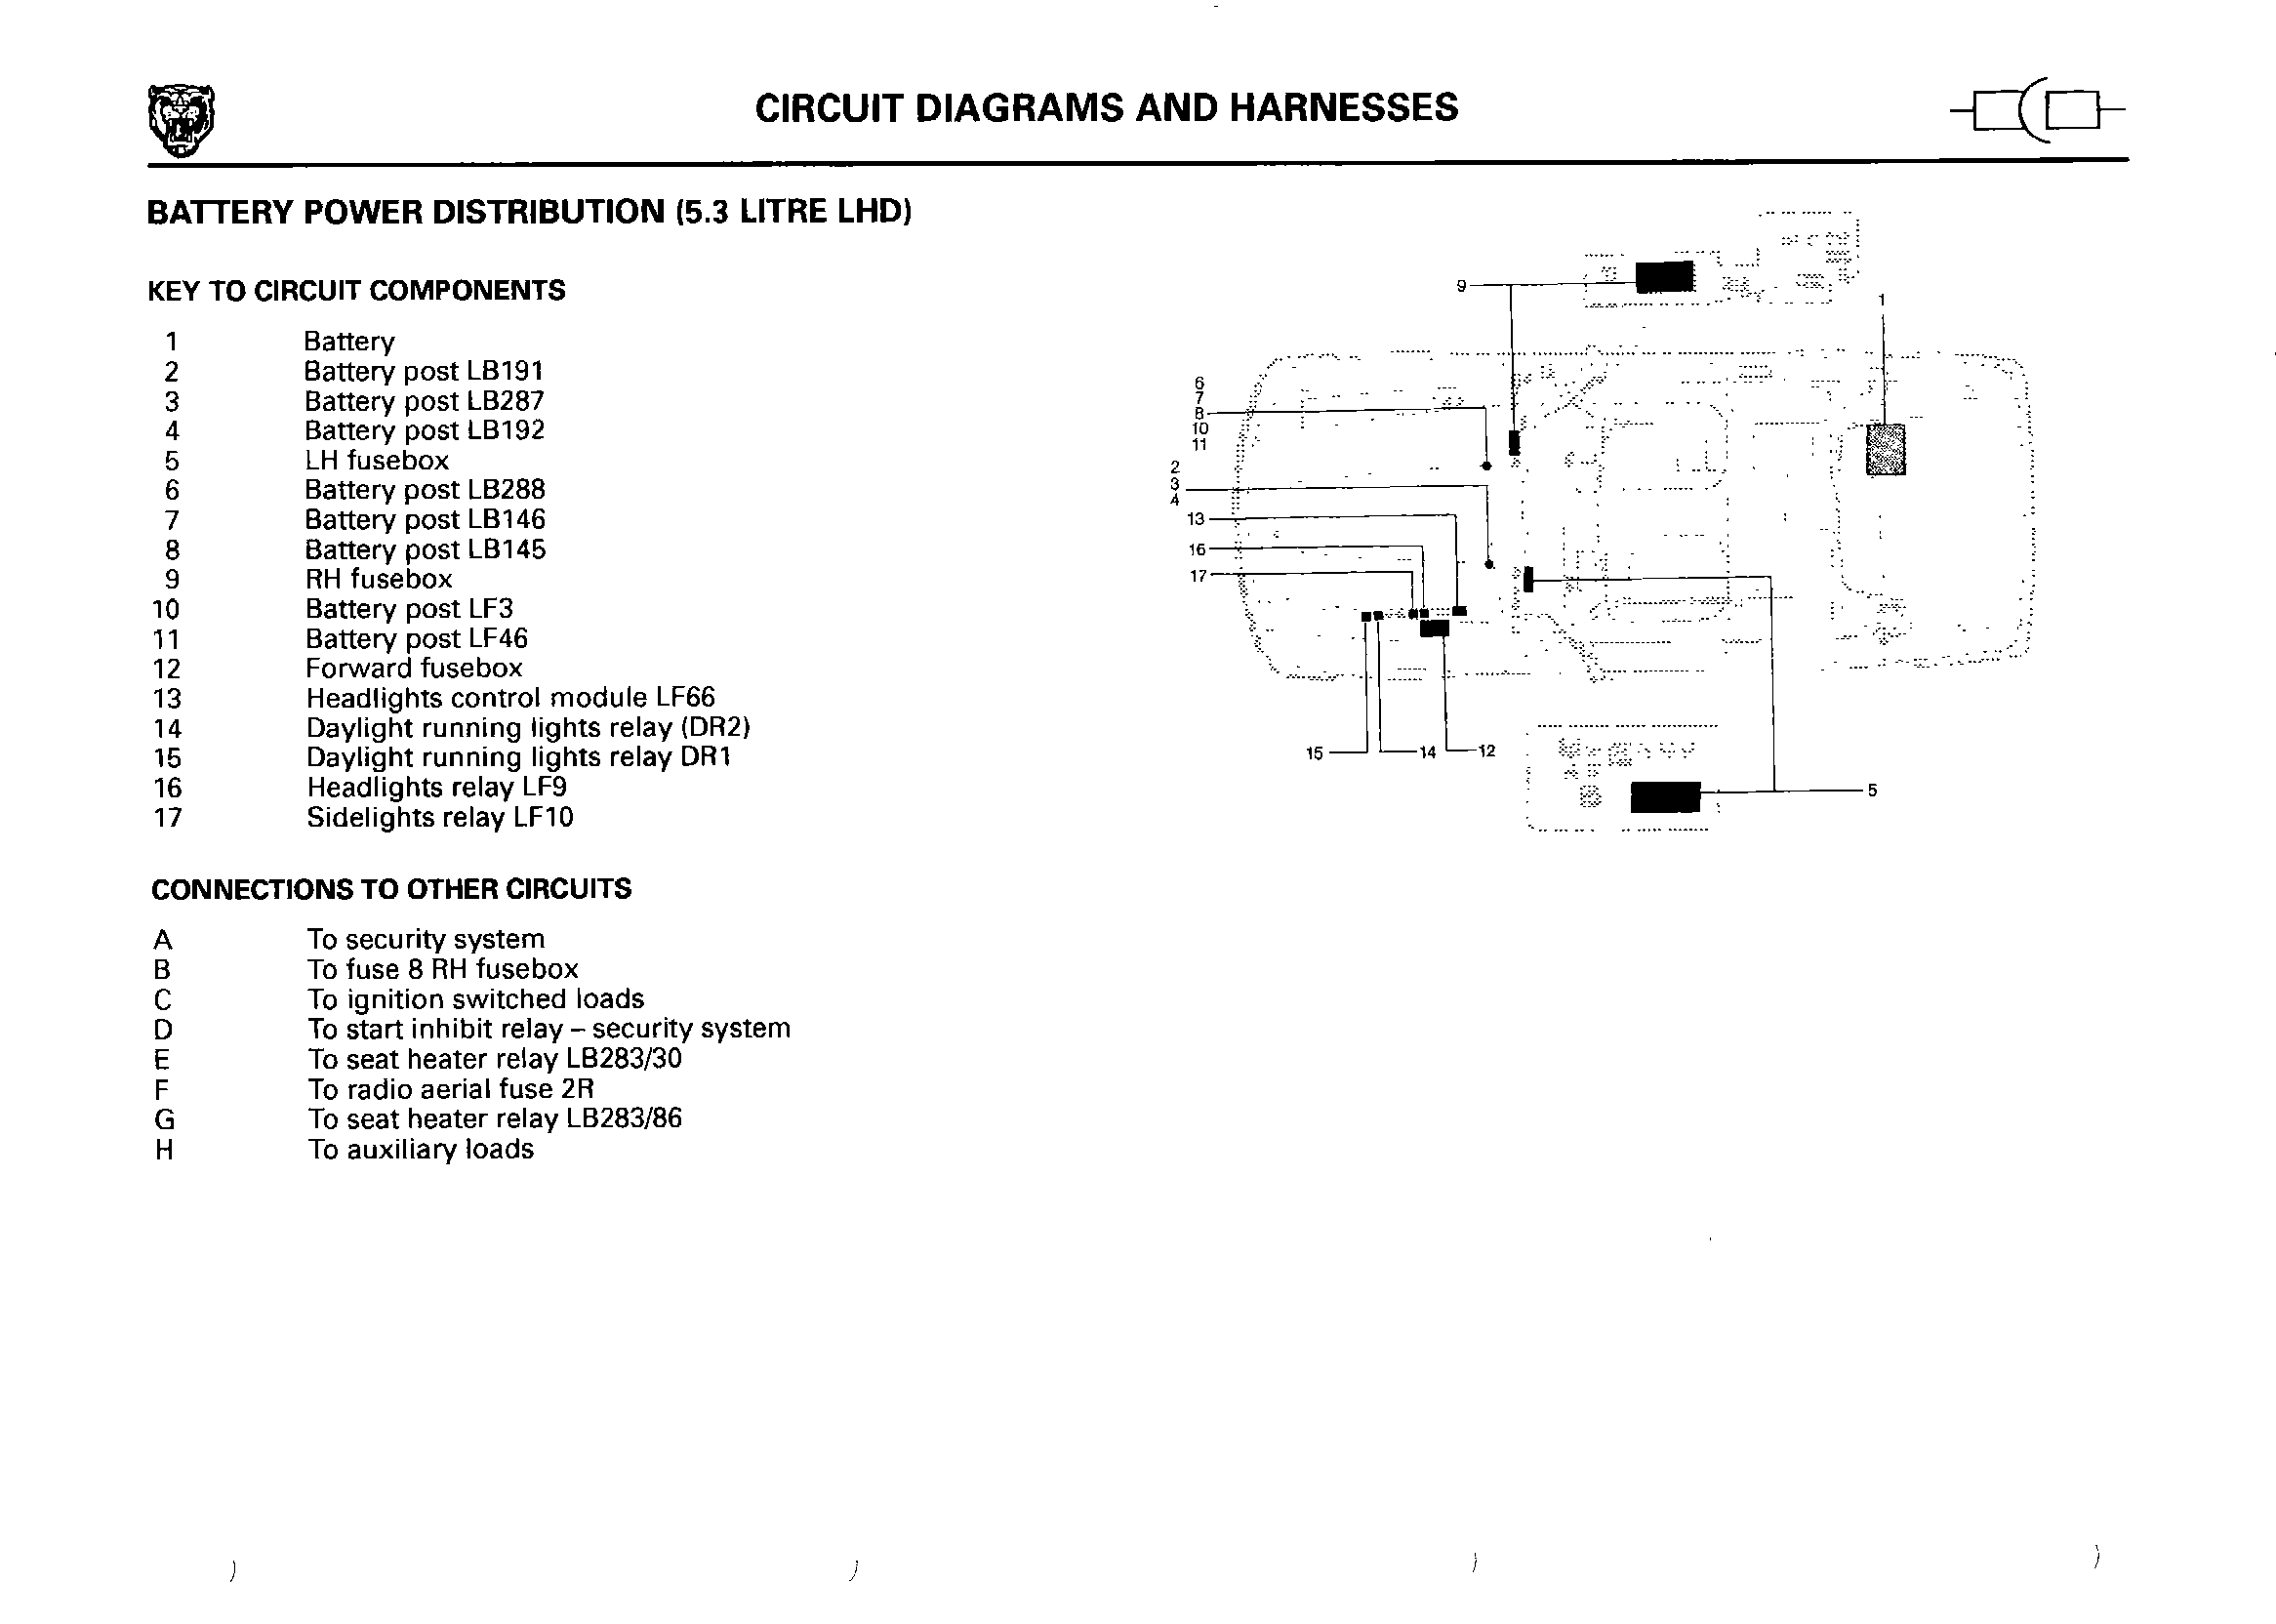 CIRCUIT DIAGRAMS AND HARNESSES
BATTERY POWER DISTRIBUTION (5.3 LITRE LHD)
KEY TO CIRCUIT COMPONENTS
1 Battery
2 Battery post LB191
3 Battery post LB287
4 Battery post LB192
5 LH fusebox
6 Battery post LB288
7 Battery post LB146
8 Battery post LB145
9 RH fusebox
10 Battery post LF3
11 Battery post LF46
12 Forward fusebox
13 Headlights control module LF66
14 Daylight running lights relay (DR2)
15 Daylight running lights relay DR1
16 Headlights relay LF9
17 Sidelights relay LF10
CONNECTIONS TO OTHER CIRCUITS
A To security system
B To fuse 8 RH fusebox
C To ignition switched loads
D To start inhibit relay – security system
E To seat heater relay LB283/30
F To radio aerial fuse 2R
G To seat heater relay LB283/86
H To auxiliary loads
9
1
6
7
8
10
11
2
3
4
13
16
17
15
14
12
5